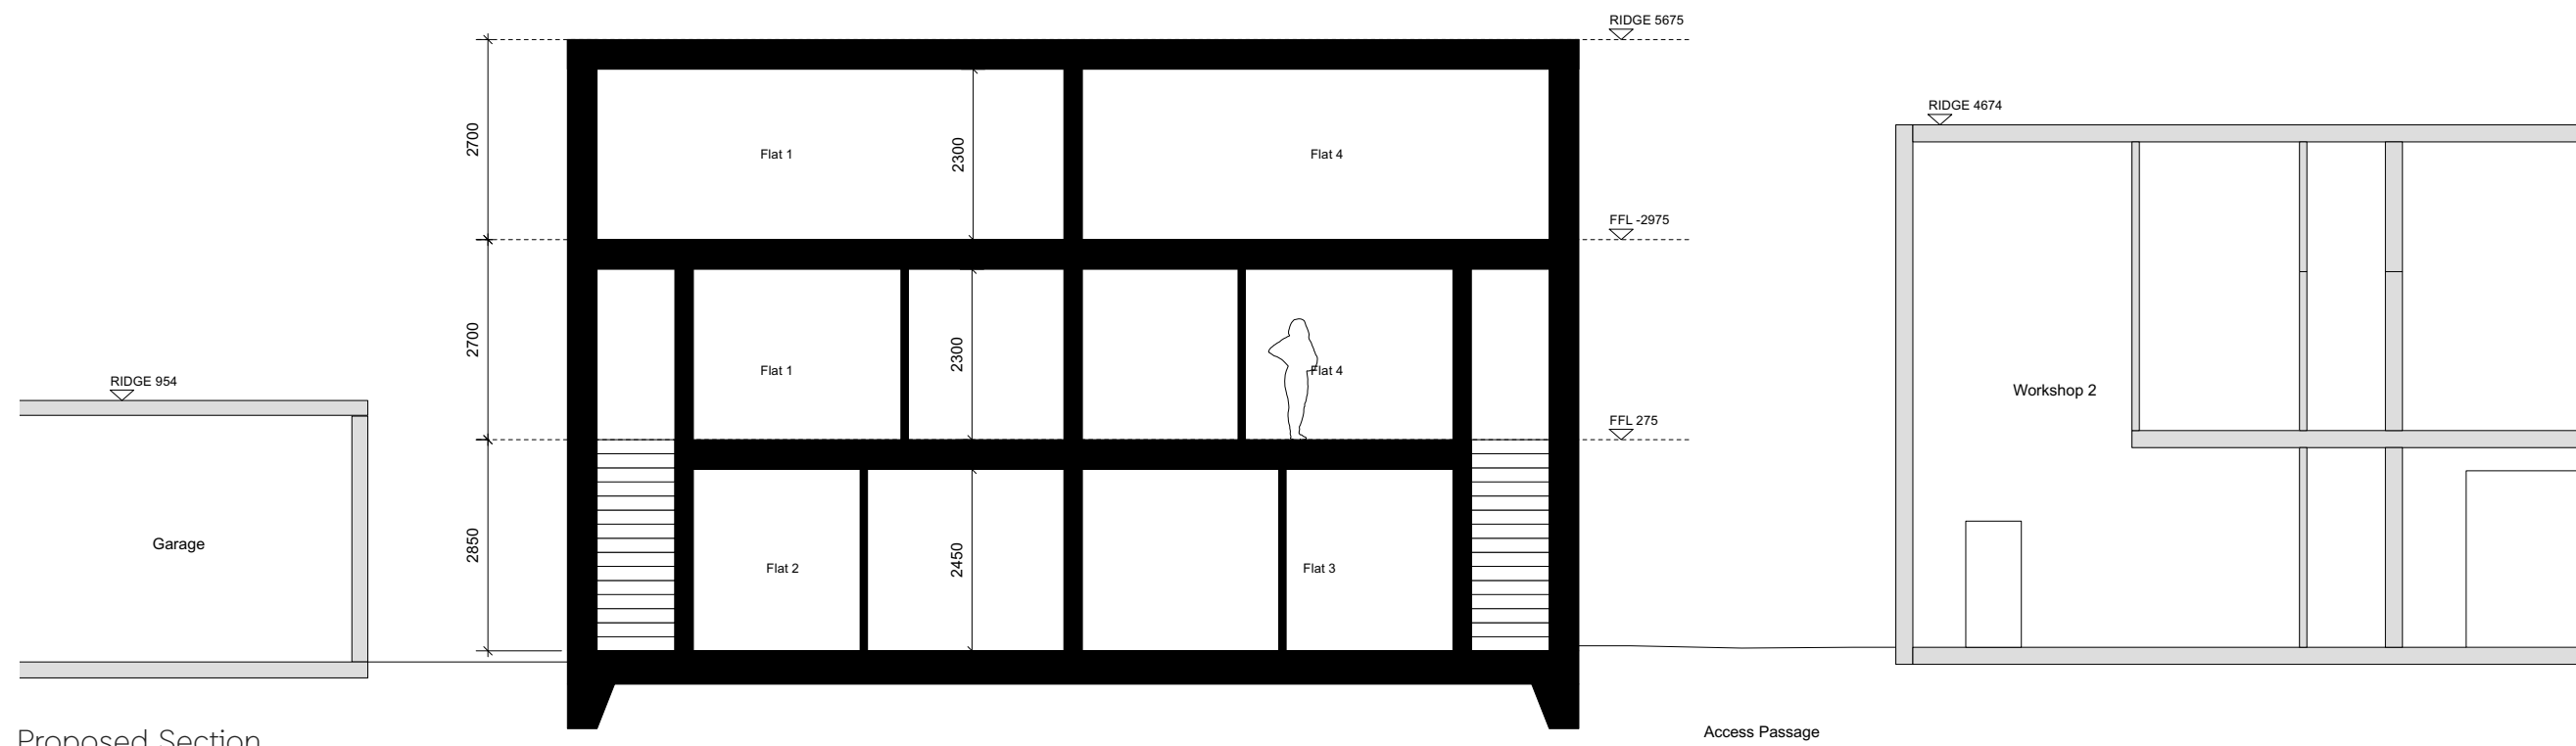 RIDGE 5675
RIDGE 4674
2700
2300
Flat 1
Flat 4
FFL -2975
2700
2300
Flat 1
Flat 4
RIDGE 954
Workshop 2
FFL 275
2850
2450
Garage
Flat 2
Flat 3
Access Passage
Proposed Section